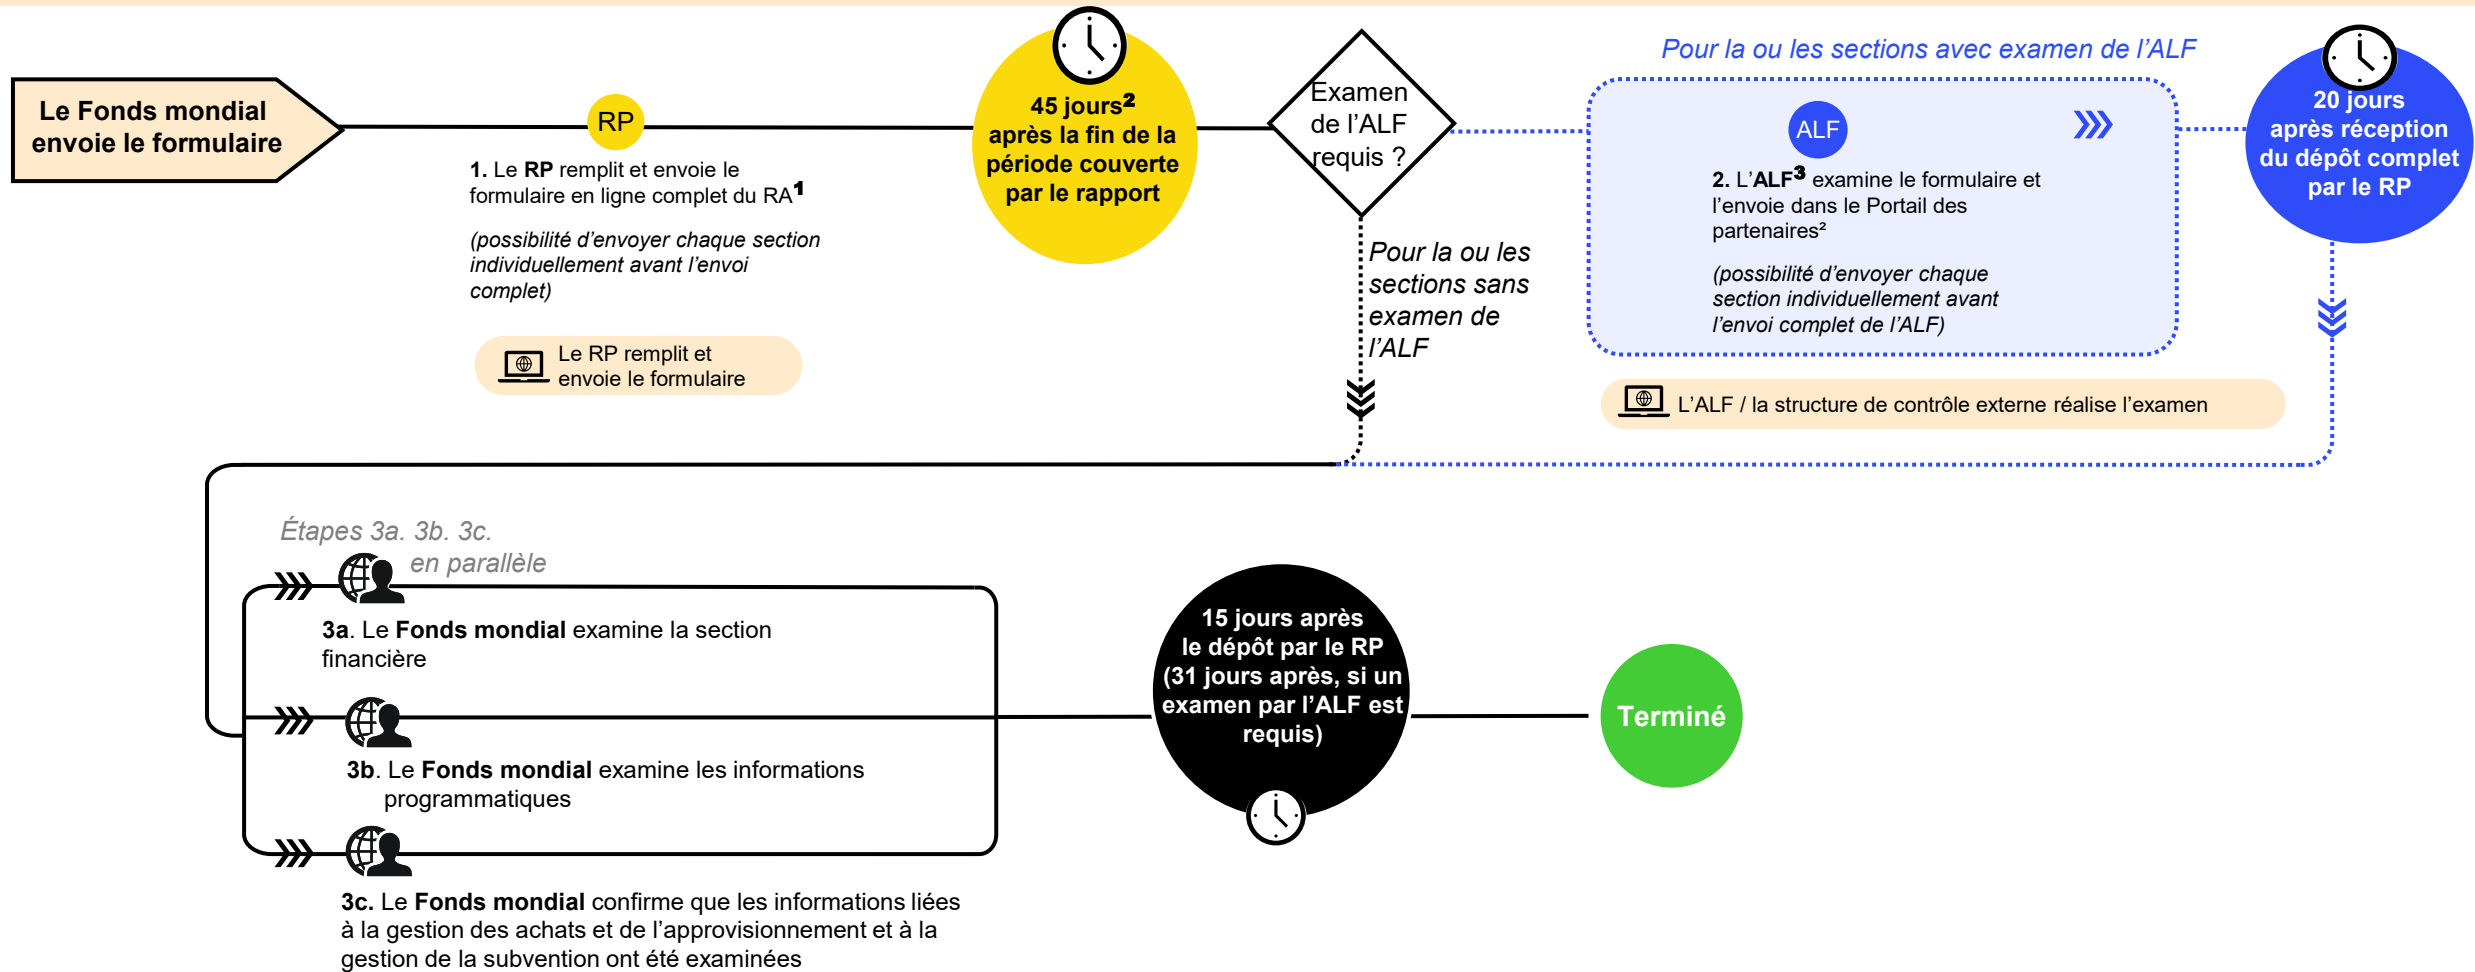 Le Fonds mondial
envoie le formulaire
RP
1. Le RP remplit et envoie le
formulaire en ligne complet du RA¹
(possibilité d'envoyer chaque section
individuellement avant l'envoi
complet)
Le RP remplit et
envoie le formulaire
45 jours²
après la fin de la
période couverte
par le rapport
Examen
de l'ALF
requis ?
Pour la ou les
sections sans
examen de
l'ALF
Pour la ou les sections avec examen de l'ALF
ALF
2. L'ALF³ examine le formulaire et
l'envoie dans le Portail des
partenaires²
(possibilité d'envoyer chaque
section individuellement avant
l'envoi complet de l'ALF)
L'ALF / la structure de contrôle externe réalise l'examen
20 jours
après réception
du dépôt complet
par le RP
Étapes 3a. 3b. 3c.
en parallèle
3a. Le Fonds mondial examine la section
financière
3b. Le Fonds mondial examine les informations
programmatiques
3c. Le Fonds mondial confirme que les informations liées
à la gestion des achats et de l'approvisionnement et à la
gestion de la subvention ont été examinées
15 jours après
le dépôt par le RP
(31 jours après, si un
examen par l'ALF est
requis)
Terminé